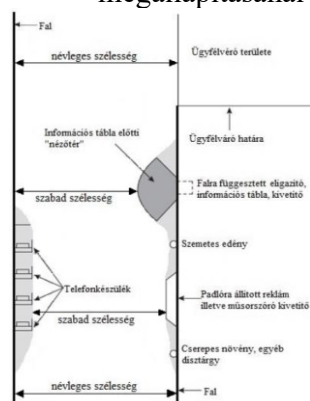 megállapításánál
Fal
névleges szélesség
Ügyfélvéró területe
Információs tábla előtti
"nézőtér"
Ügyfélváró határa
Falra függesztett eligazító,
információs tábla, kivetítő
szabad szélesség
Szemetes edény
Telefonkészülék
Padlóra állított reklám
illetve műsorszóró kivetítő
szabad szélesség
Cserepes növény, egyéb
dísztárgy
névleges szélesség
Fal